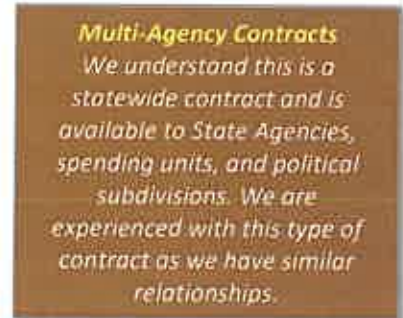 Multi-Agency Contracts
We understand this is a
statewide contract and is
available to State Agencies,
spending units, and political
subdivisions. We are
experienced with this type of
contract as we have similar
relationships.